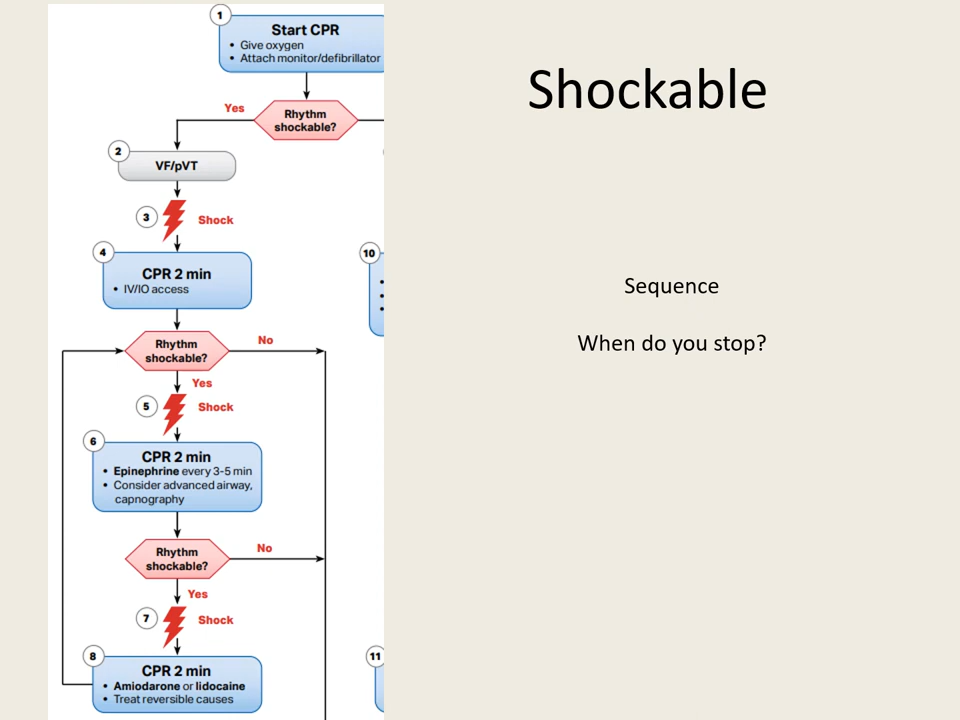 1
Start CPR
• Give oxygen
• Attach monitor/defibrillator
Yes
Rhythm
shockable?
2
VF/pVT
3
Shock
4
CPR 2 min
• IV/IO access
Rhythm
shockable?
No
Yes
5
Shock
6
CPR 2 min
• Epinephrine every 3-5 min
• Consider advanced airway,
capnography
Rhythm
shockable?
No
Yes
7
Shock
8
CPR 2 min
• Amiodarone or lidocaine
• Treat reversible causes
10
11
Shockable
Sequence
When do you stop?